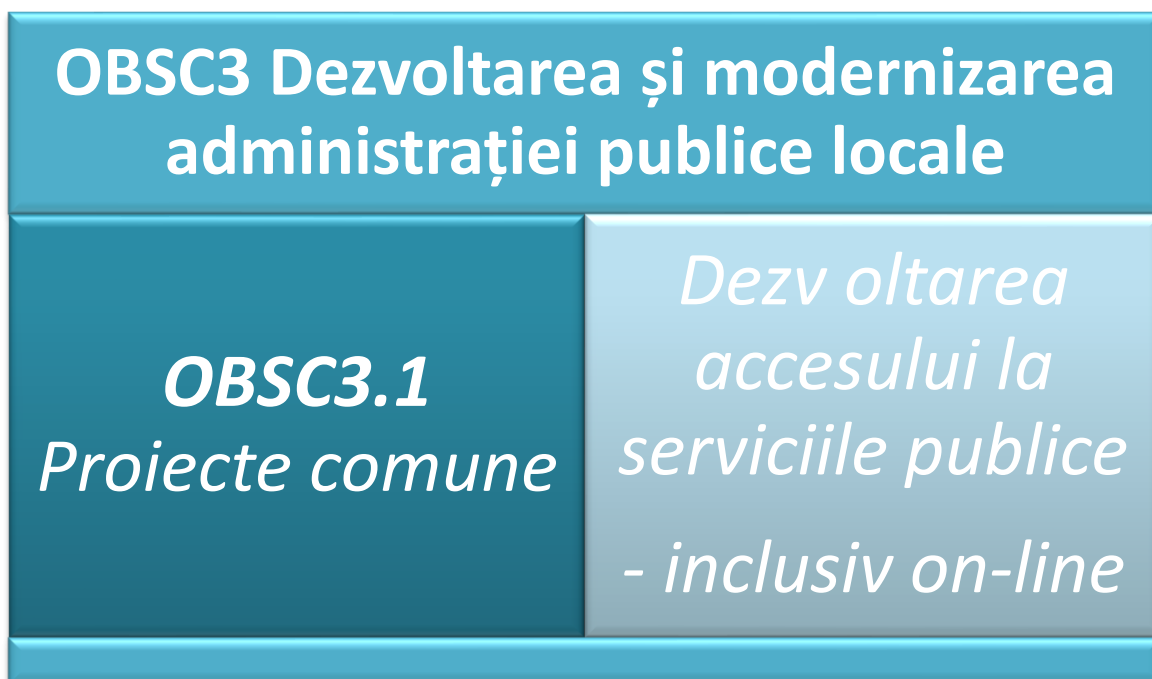 OBSC3 Dezvoltarea și modernizarea
administrației publice locale
OBSC3.1
Proiecte comune
Dezv oltarea
accesului la
serviciile publice
- inclusiv on-line